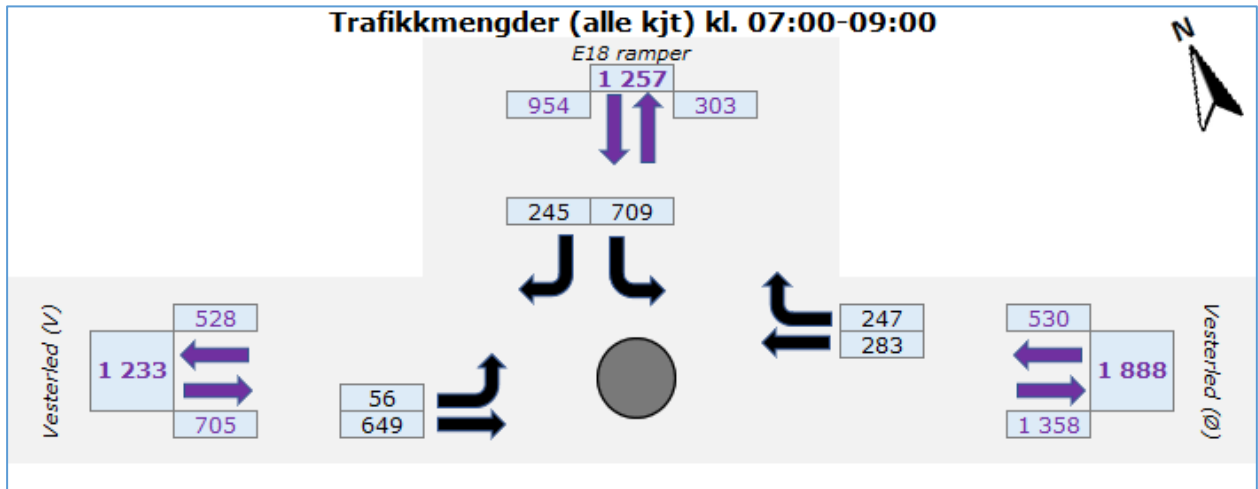 Trafikkmengder (alle kjt) kl. 07:00-09:00
N
E18 ramper
1 257
954 303
245 709
Vesterled (V)
528
1 233
705
56
649
247
283
530
1 888
1 358
Vesterled (Ø)